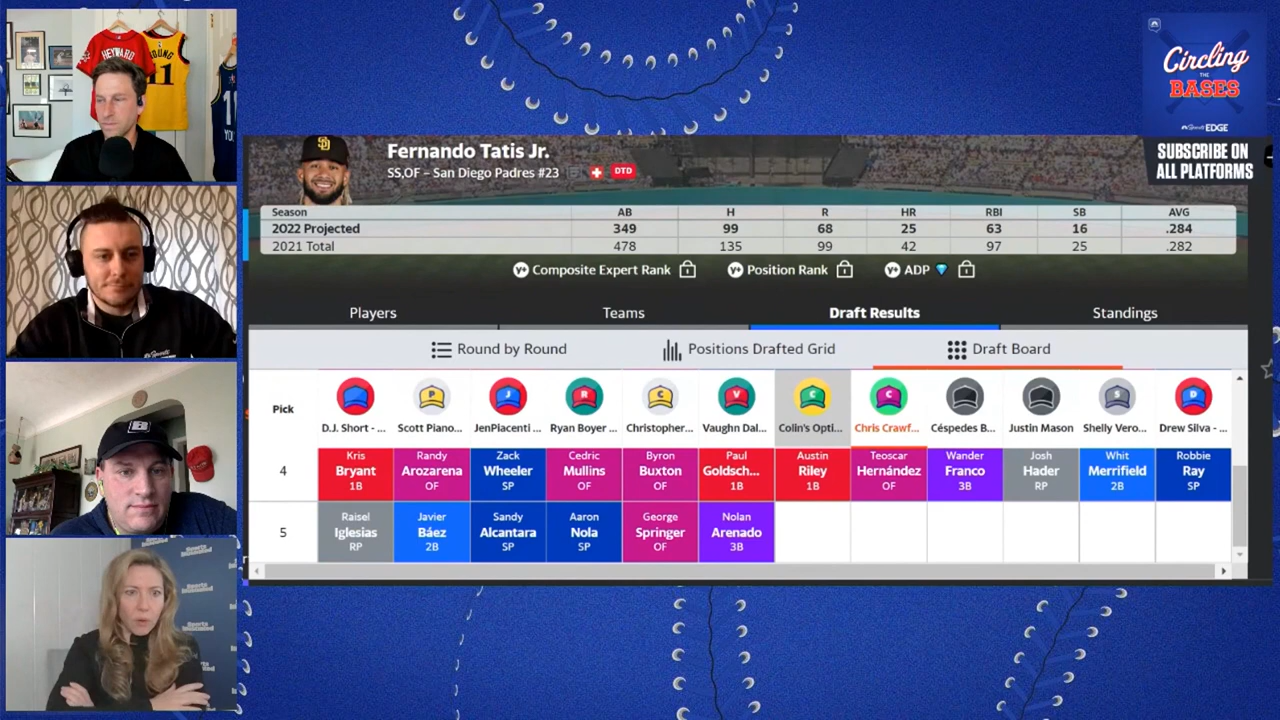 HEYWARD
YOUNG
11
Circling
THE
BASES
EDGE
SUBSCRIBE ON
ALL PLATFORMS
SD
Fernando Tatis Jr.
SS,OF – San Diego Padres #23 DTD
Season AB H R HR RBI SB AVG
2022 Projected 349 99 68 25 63 16 .284
2021 Total 478 135 99 42 97 25 .282
Y+ Composite Expert Rank Y+ Position Rank Y+ ADP
Players Teams Draft Results Standings
Round by Round Positions Drafted Grid Draft Board
P J R C V C C S D
Pick D.J. Short - ... Scott Piano... JenPiacenti ... Ryan Boyer ... Christopher... Vaughn Dal... Colin's Opti... Chris Crawf... Céspedes B... Justin Mason Shelly Vero... Drew Silva - ...
Kris Randy Zack Cedric Byron Paul Austin Teoscar Wander Josh Whit Robbie
4 Bryant Arozarena Wheeler Mullins Buxton Goldsch... Riley Hernández Franco Hader Merrifield Ray
1B OF SP OF OF 1B 1B OF 3B RP 2B SP
Raisel Javier Sandy Aaron George Nolan
5 Iglesias Báez Alcantara Nola Springer Arenado
RP 2B SP SP OF 3B
Sports Illustrated